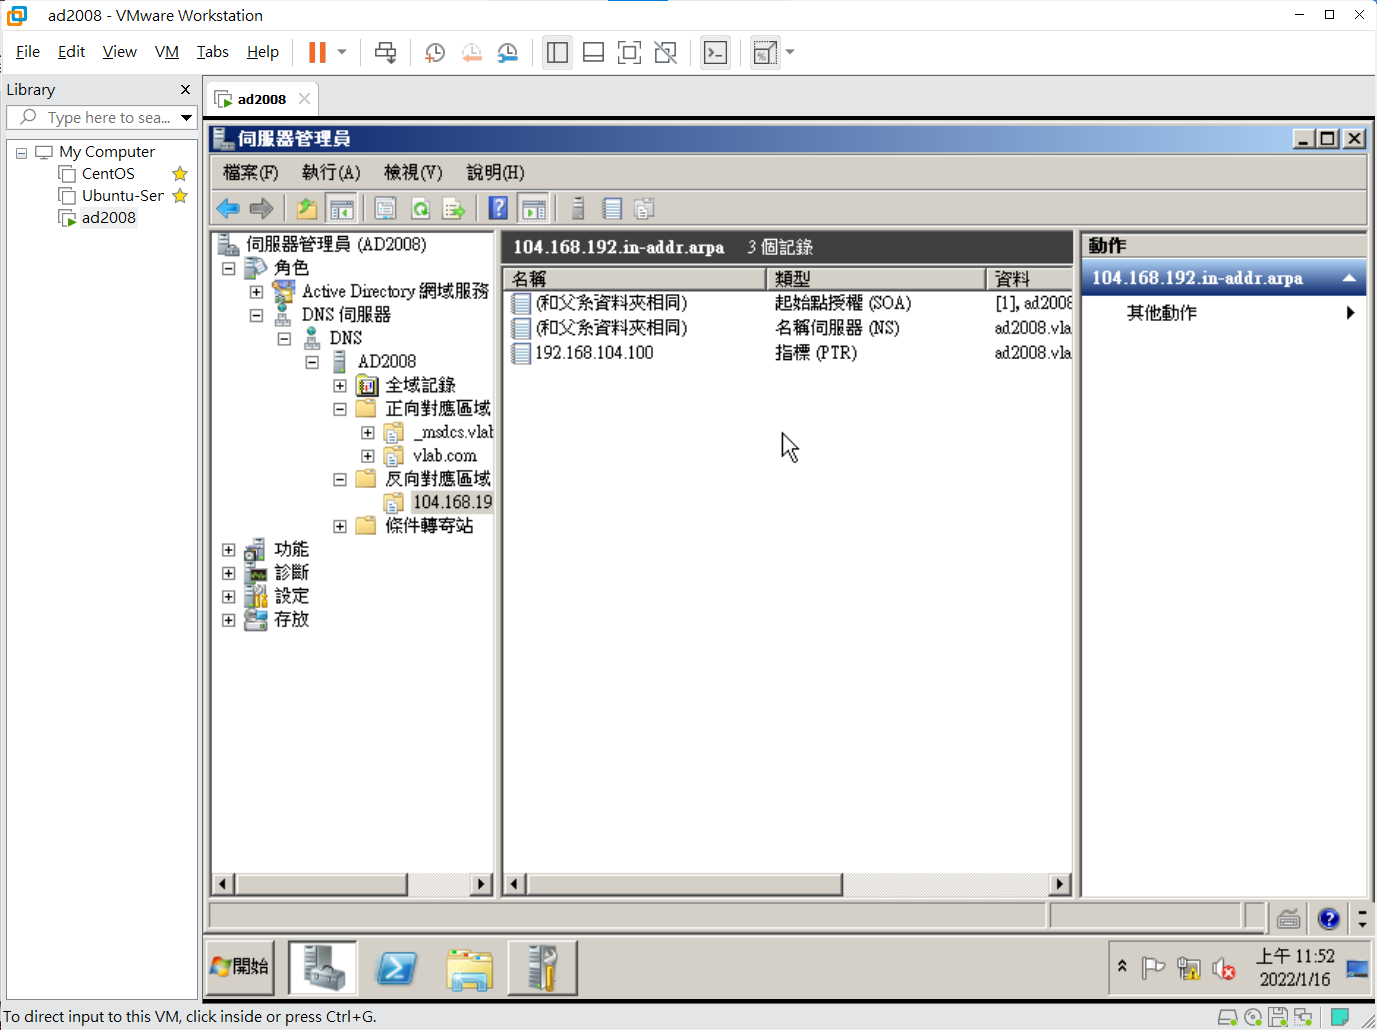 ad2008 - VMware Workstation
File Edit View VM Tabs Help
Library
Type here to sea...
My Computer
CentOS
Ubuntu-Ser
ad2008
ad2008
伺服器管理員
檔案(F) 執行(A) 檢視(V) 說明(H)
伺服器管理員 (AD2008)
角色
Active Directory 網域服務
DNS 伺服器
DNS
AD2008
全域記錄
正向對應區域
_msdcs.vlab
vlab.com
反向對應區域
104.168.19
條件轉寄站
功能
診斷
設定
存放
104.168.192.in-addr.arpa 3 個記錄
名稱 類型 資料
(和父系資料夾相同) 起始點授權 (SOA) [1], ad2008
(和父系資料夾相同) 名稱伺服器 (NS) ad2008.vla
192.168.104.100 指標 (PTR) ad2008.vla
動作
104.168.192.in-addr.arpa
其他動作
開始
上午 11:52
2022/1/16
To direct input to this VM, click inside or press Ctrl+G.